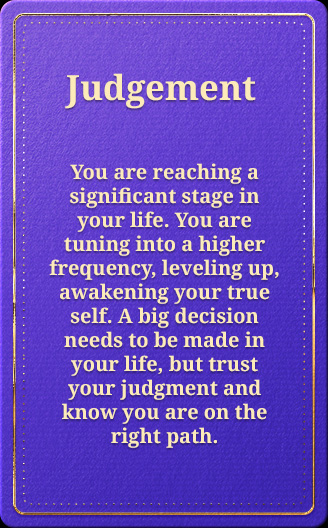 Judgement
You are reaching a
significant stage in
your life. You are
tuning into a higher
frequency, leveling up,
awakening your true
self. A big decision
needs to be made in
your life, but trust
your judgment and
know you are on the
right path.